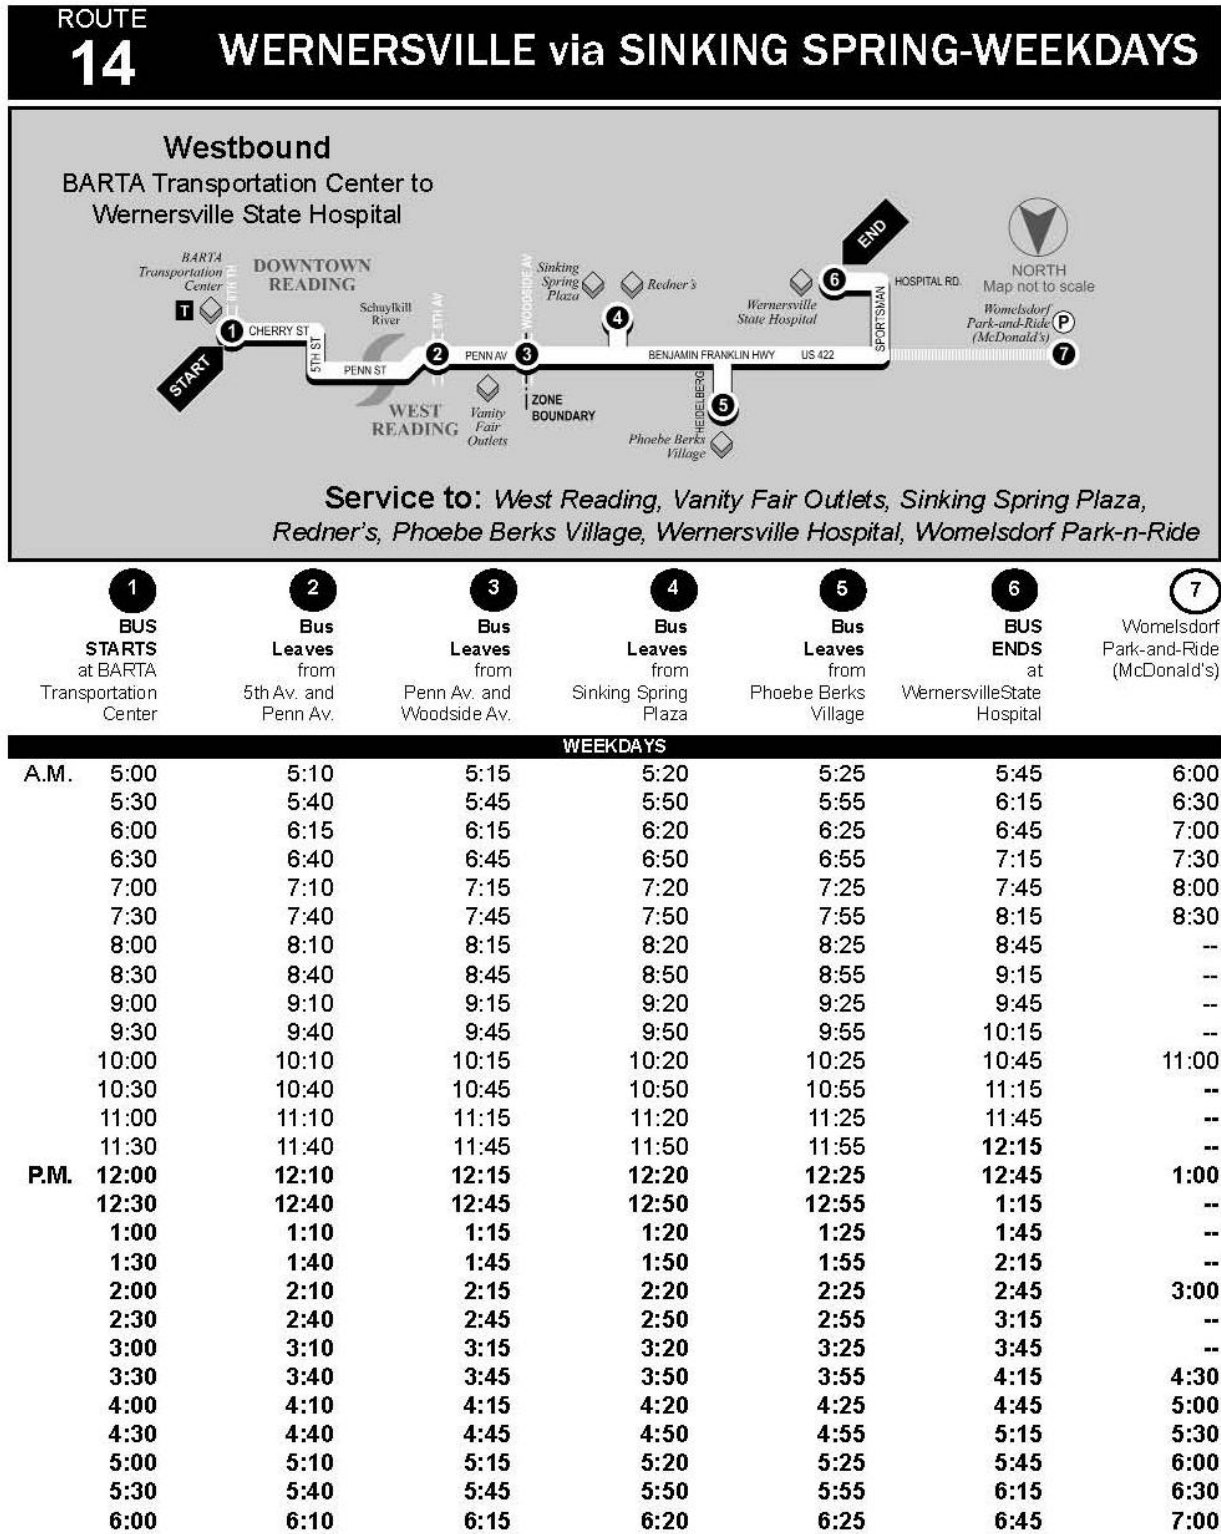 ROUTE
14
WERNERSVILLE via SINKING SPRING-WEEKDAYS
Westbound
BARTA Transportation Center to
Wernersville State Hospital
BARTA
Transportation
Center
T
8TH TH
DOWNTOWN
READING
Schuylkill
River
5TH AV
WOODSIDE AV
Sinking
Spring
Plaza
Redner's
END
NORTH
Map not to scale
HOSPITAL RD.
Wernersville
State Hospital
6
SPORTSMAN
Womelsdorf
Park-and-Ride
(McDonald's)
P
7
START
1
CHERRY ST
5TH ST
PENN ST
2
PENN AV
3
4
BENJAMIN FRANKLIN HWY
US 422
WEST
READING
Vanity
Fair
Outlets
ZONE
BOUNDARY
HEIDELBERG
5
Phoebe Berks
Village
Service to: West Reading, Vanity Fair Outlets, Sinking Spring Plaza,
Redner's, Phoebe Berks Village, Wernersville Hospital, Womelsdorf Park-n-Ride
1 2 3 4 5 6 7
BUS Bus Bus Bus Bus BUS Womelsdorf
STARTS Leaves Leaves Leaves Leaves ENDS Park-and-Ride
at BARTA from from from from at (McDonald's)
Transportation 5th Av. and Penn Av. and Sinking Spring Phoebe Berks WernersvilleState
Center Penn Av. Woodside Av. Plaza Village Hospital
WEEKDAYS
A.M. 5:00 5:10 5:15 5:20 5:25 5:45 6:00
5:30 5:40 5:45 5:50 5:55 6:15 6:30
6:00 6:15 6:15 6:20 6:25 6:45 7:00
6:30 6:40 6:45 6:50 6:55 7:15 7:30
7:00 7:10 7:15 7:20 7:25 7:45 8:00
7:30 7:40 7:45 7:50 7:55 8:15 8:30
8:00 8:10 8:15 8:20 8:25 8:45 --
8:30 8:40 8:45 8:50 8:55 9:15 --
9:00 9:10 9:15 9:20 9:25 9:45 --
9:30 9:40 9:45 9:50 9:55 10:15 --
10:00 10:10 10:15 10:20 10:25 10:45 11:00
10:30 10:40 10:45 10:50 10:55 11:15 --
11:00 11:10 11:15 11:20 11:25 11:45 --
11:30 11:40 11:45 11:50 11:55 12:15 --
P.M. 12:00 12:10 12:15 12:20 12:25 12:45 1:00
12:30 12:40 12:45 12:50 12:55 1:15 --
1:00 1:10 1:15 1:20 1:25 1:45 --
1:30 1:40 1:45 1:50 1:55 2:15 --
2:00 2:10 2:15 2:20 2:25 2:45 3:00
2:30 2:40 2:45 2:50 2:55 3:15 --
3:00 3:10 3:15 3:20 3:25 3:45 --
3:30 3:40 3:45 3:50 3:55 4:15 4:30
4:00 4:10 4:15 4:20 4:25 4:45 5:00
4:30 4:40 4:45 4:50 4:55 5:15 5:30
5:00 5:10 5:15 5:20 5:25 5:45 6:00
5:30 5:40 5:45 5:50 5:55 6:15 6:30
6:00 6:10 6:15 6:20 6:25 6:45 7:00